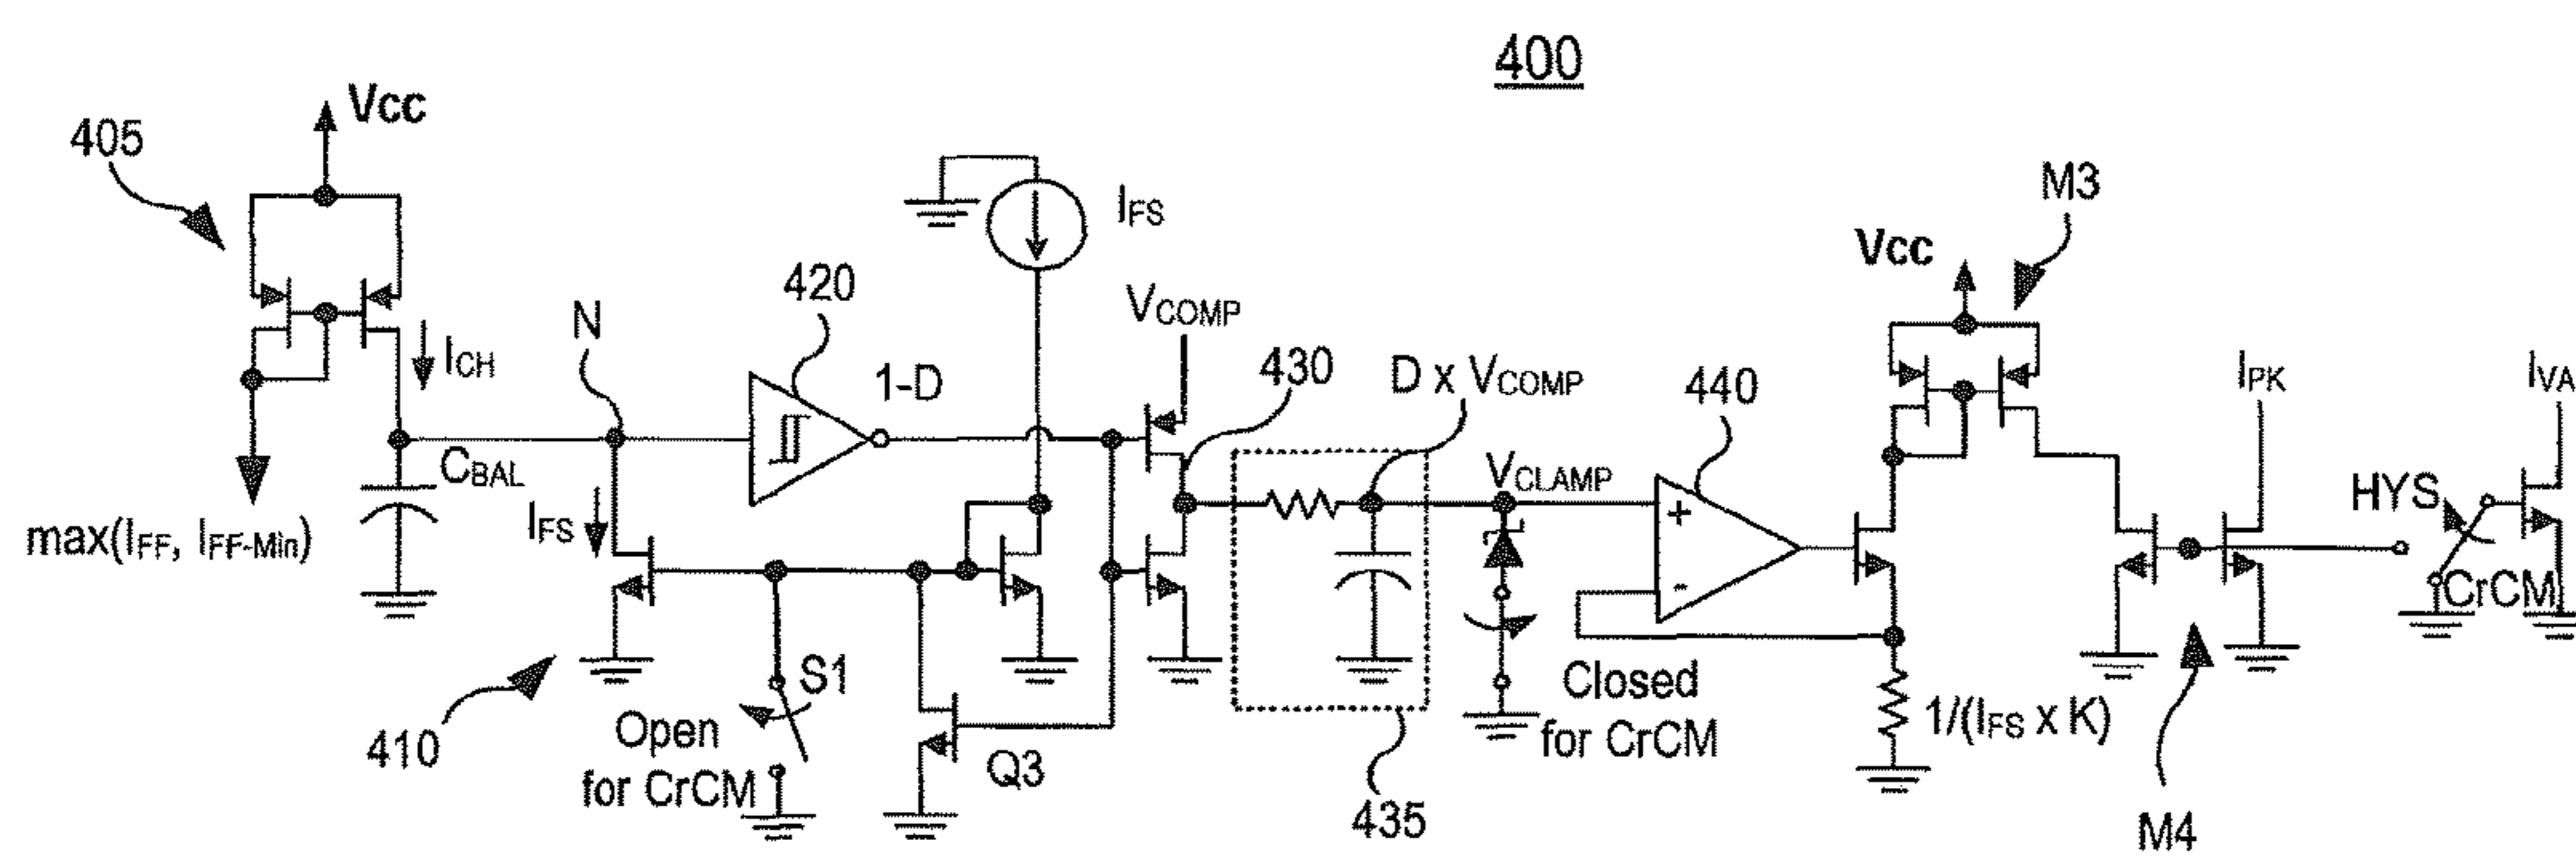 400
Vcc
405
M3
IFS
Vcc
420
VCOMP
N
ICH
1-D
430
D x VCOMP
440
IPK
IVA
CBAL
VCLAMP
HYS
max(IFF, IFF-Min)
IFS
+
-
CrCM
S1
Closed
for CrCM
Open
for CrCM
1/(IFS x K)
410
Q3
435
M4